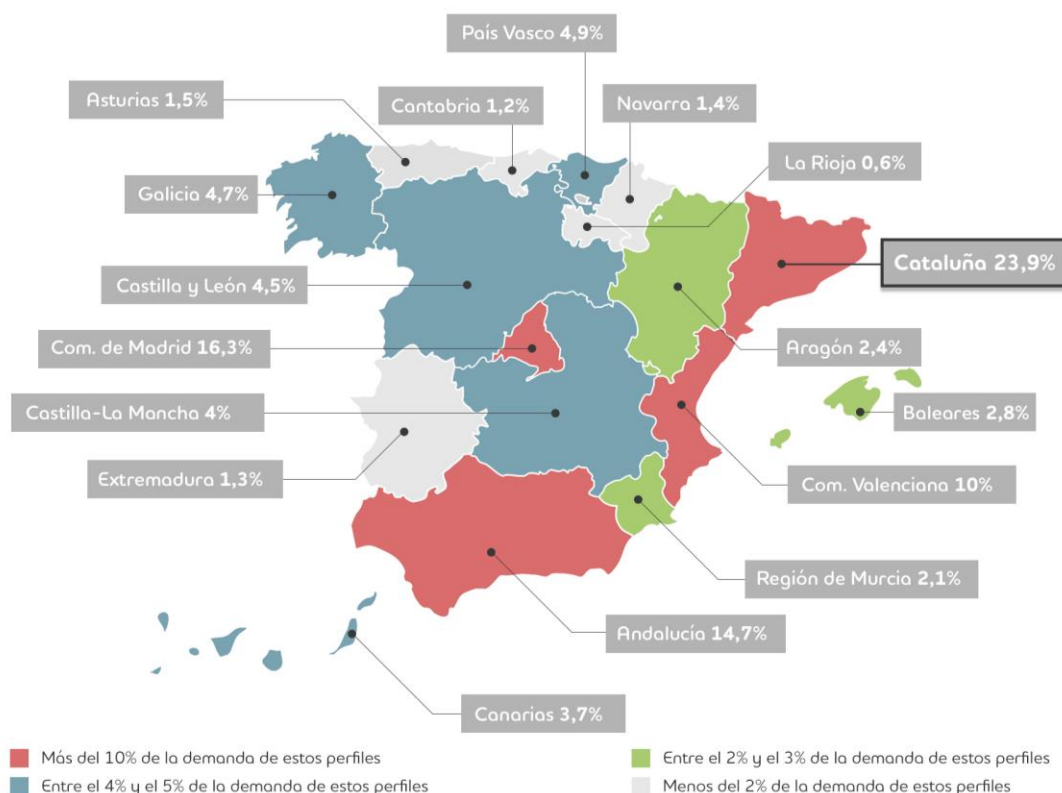 País Vasco 4,9%
Asturias 1,5%
Cantabria 1,2%
Navarra 1,4%
La Rioja 0,6%
Galicia 4,7%
Cataluña 23,9%
Castilla y León 4,5%
Com. de Madrid 16,3%
Aragón 2,4%
Castilla-La Mancha 4%
Baleares 2,8%
Extremadura 1,3%
Com. Valenciana 10%
Región de Murcia 2,1%
Andalucía 14,7%
Canarias 3,7%
Más del 10% de la demanda de estos perfiles
Entre el 4% y el 5% de la demanda de estos perfiles
Entre el 2% y el 3% de la demanda de estos perfiles
Menos del 2% de la demanda de estos perfiles